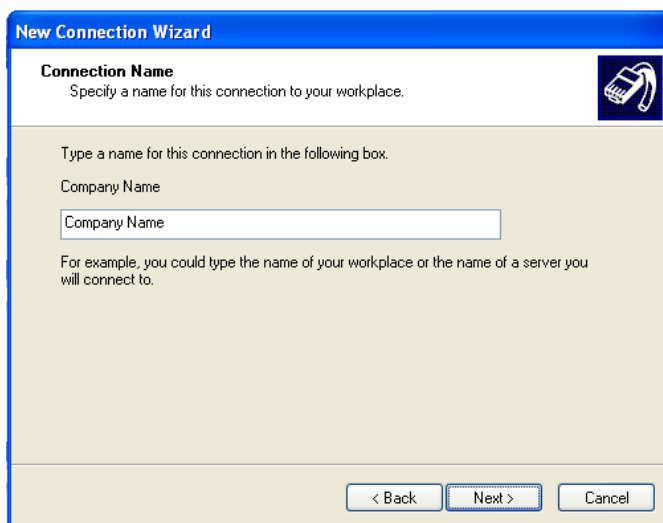 New Connection Wizard
Connection Name
Specify a name for this connection to your workplace.
Type a name for this connection in the following box.
Company Name
Company Name
For example, you could type the name of your workplace or the name of a server you
will connect to.
< Back Next > Cancel